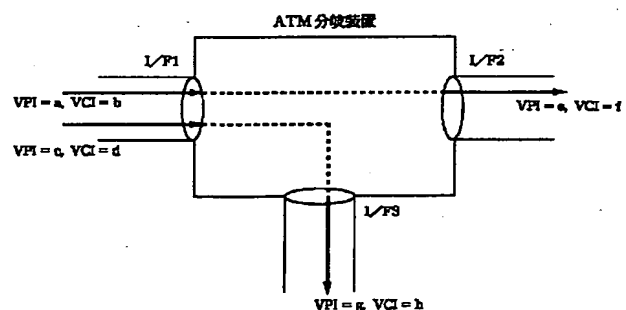 ATM 分岐装置
I/F1
I/F2
VPI = a, VCI = b
VPI = e, VCI = f
VPI = c, VCI = d
I/F3
VPI = g, VCI = h